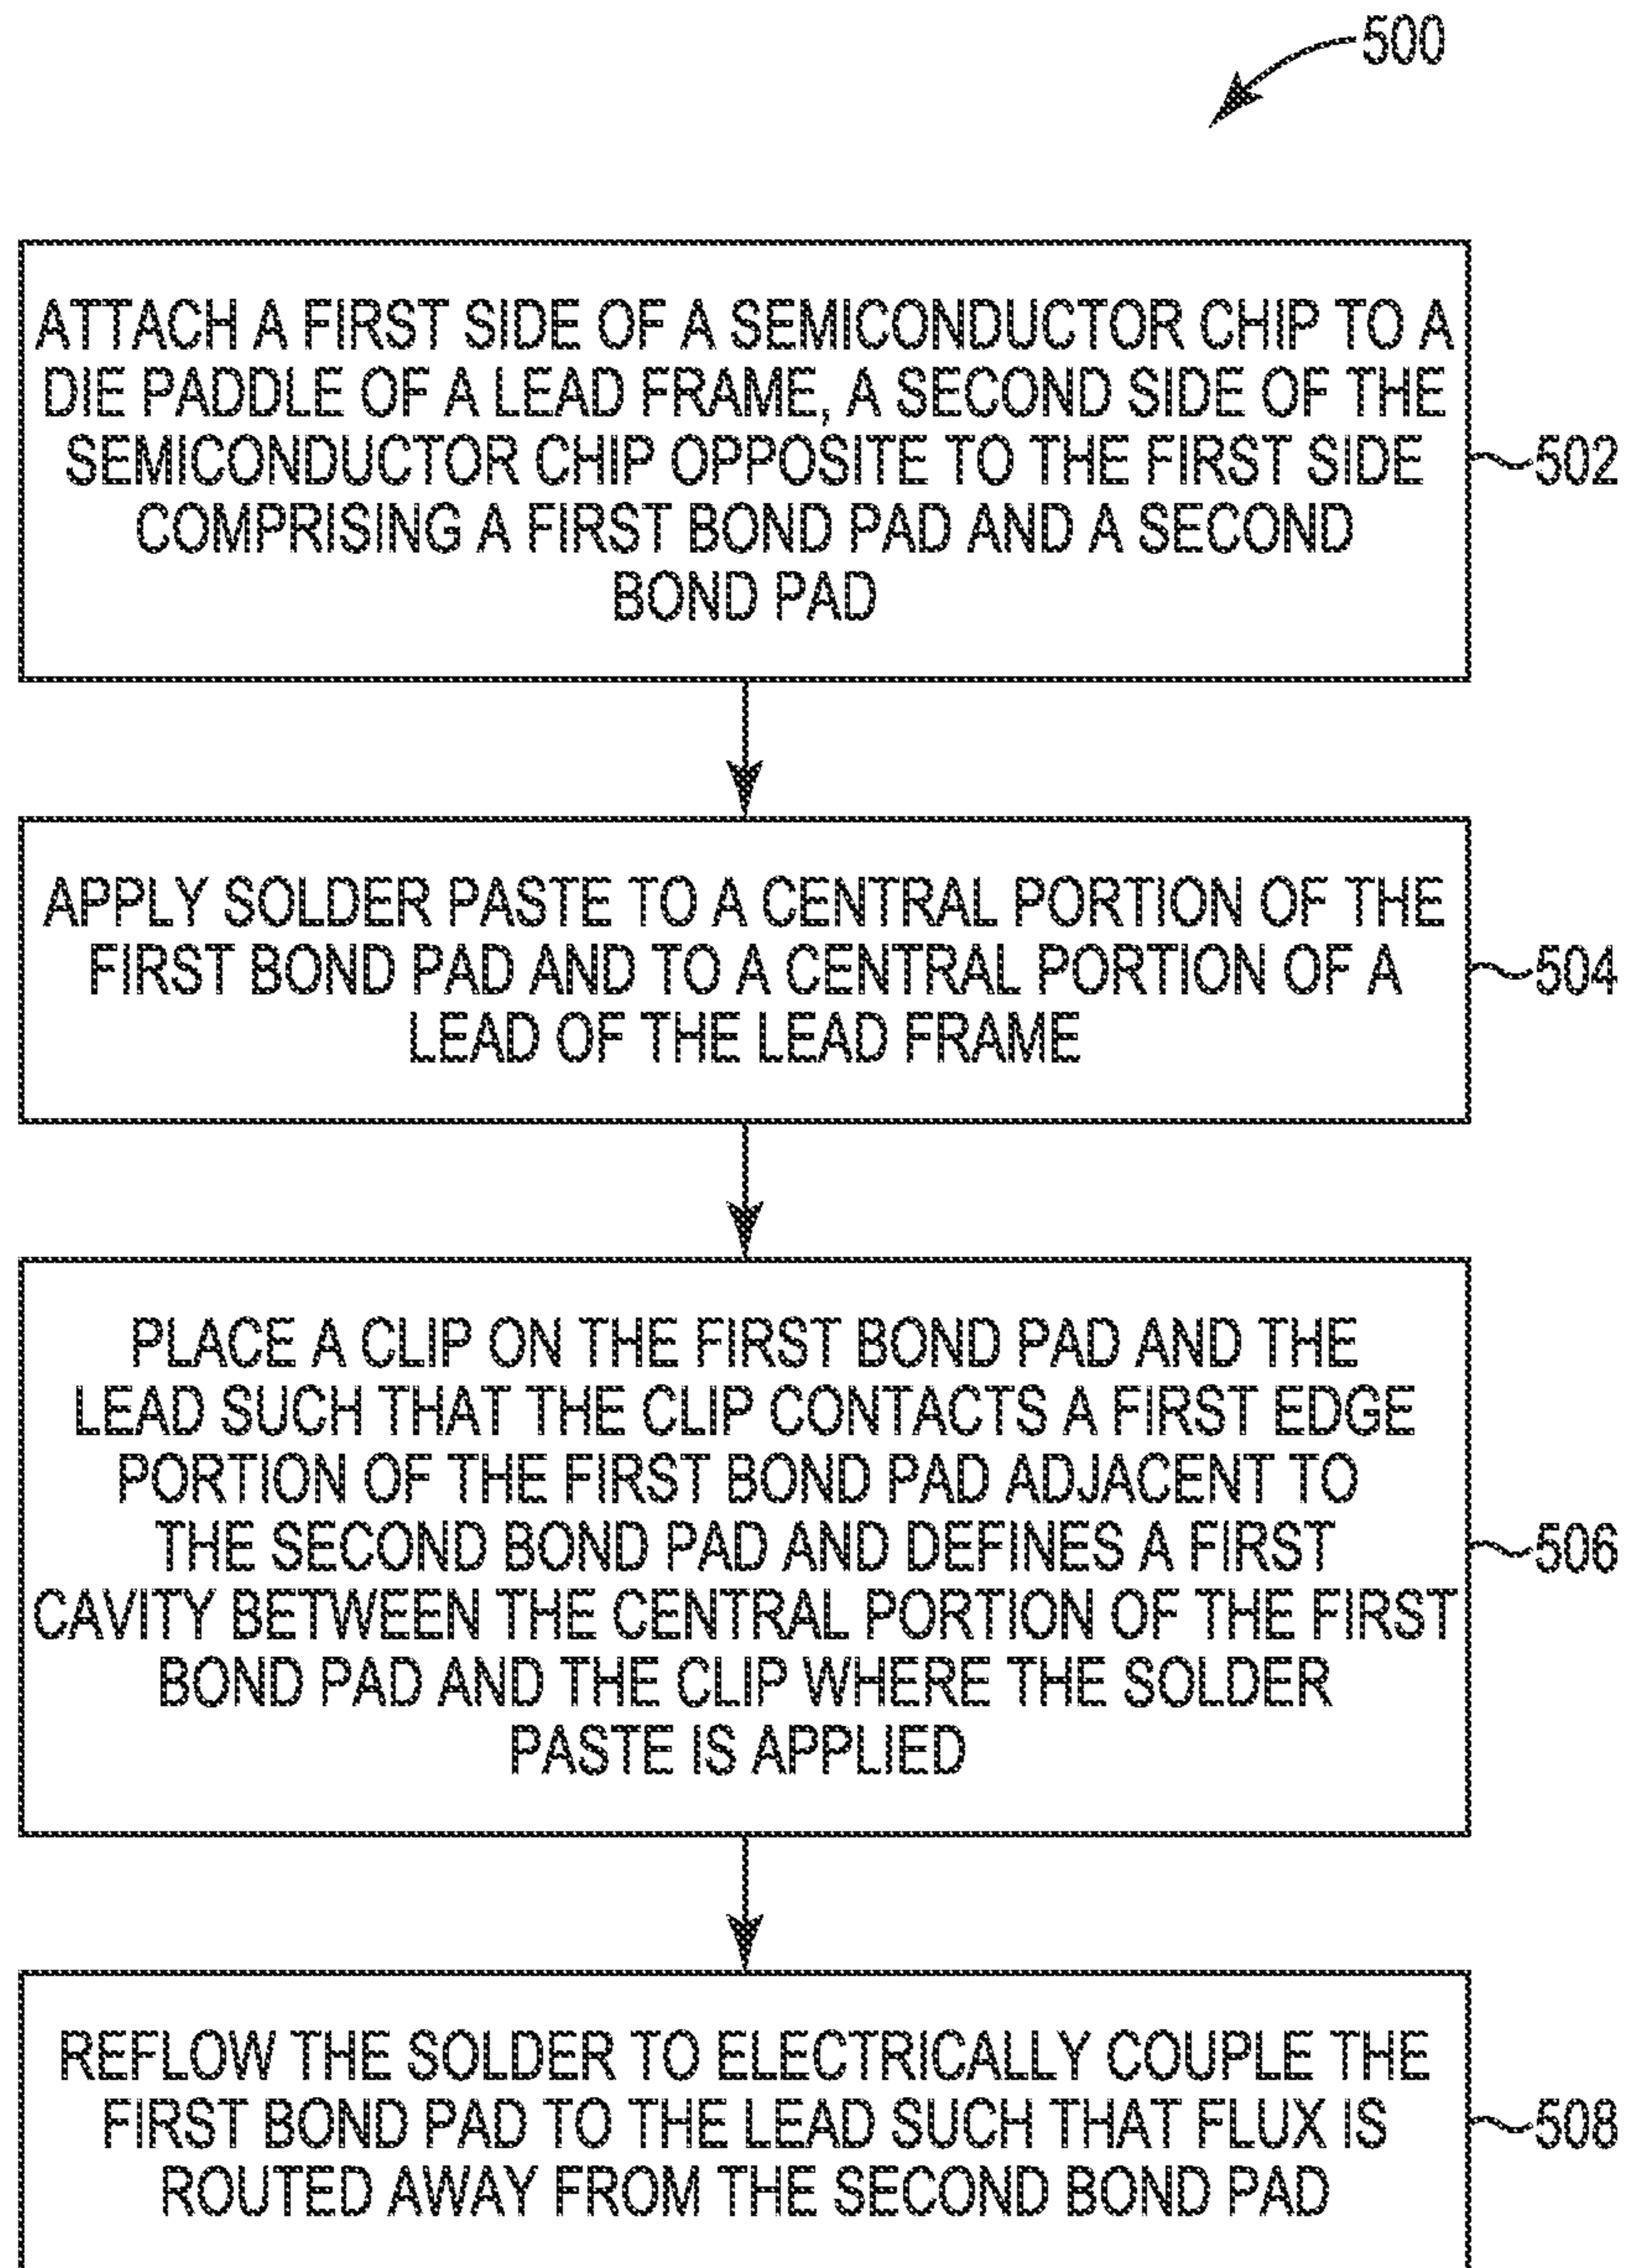 500
ATTACH A FIRST SIDE OF A SEMICONDUCTOR CHIP TO A
DIE PADDLE OF A LEAD FRAME, A SECOND SIDE OF THE
SEMICONDUCTOR CHIP OPPOSITE TO THE FIRST SIDE
COMPRISING A FIRST BOND PAD AND A SECOND
BOND PAD
502
APPLY SOLDER PASTE TO A CENTRAL PORTION OF THE
FIRST BOND PAD AND TO A CENTRAL PORTION OF A
LEAD OF THE LEAD FRAME
504
PLACE A CLIP ON THE FIRST BOND PAD AND THE
LEAD SUCH THAT THE CLIP CONTACTS A FIRST EDGE
PORTION OF THE FIRST BOND PAD ADJACENT TO
THE SECOND BOND PAD AND DEFINES A FIRST
CAVITY BETWEEN THE CENTRAL PORTION OF THE FIRST
BOND PAD AND THE CLIP WHERE THE SOLDER
PASTE IS APPLIED
506
REFLOW THE SOLDER TO ELECTRICALLY COUPLE THE
FIRST BOND PAD TO THE LEAD SUCH THAT FLUX IS
ROUTED AWAY FROM THE SECOND BOND PAD
508